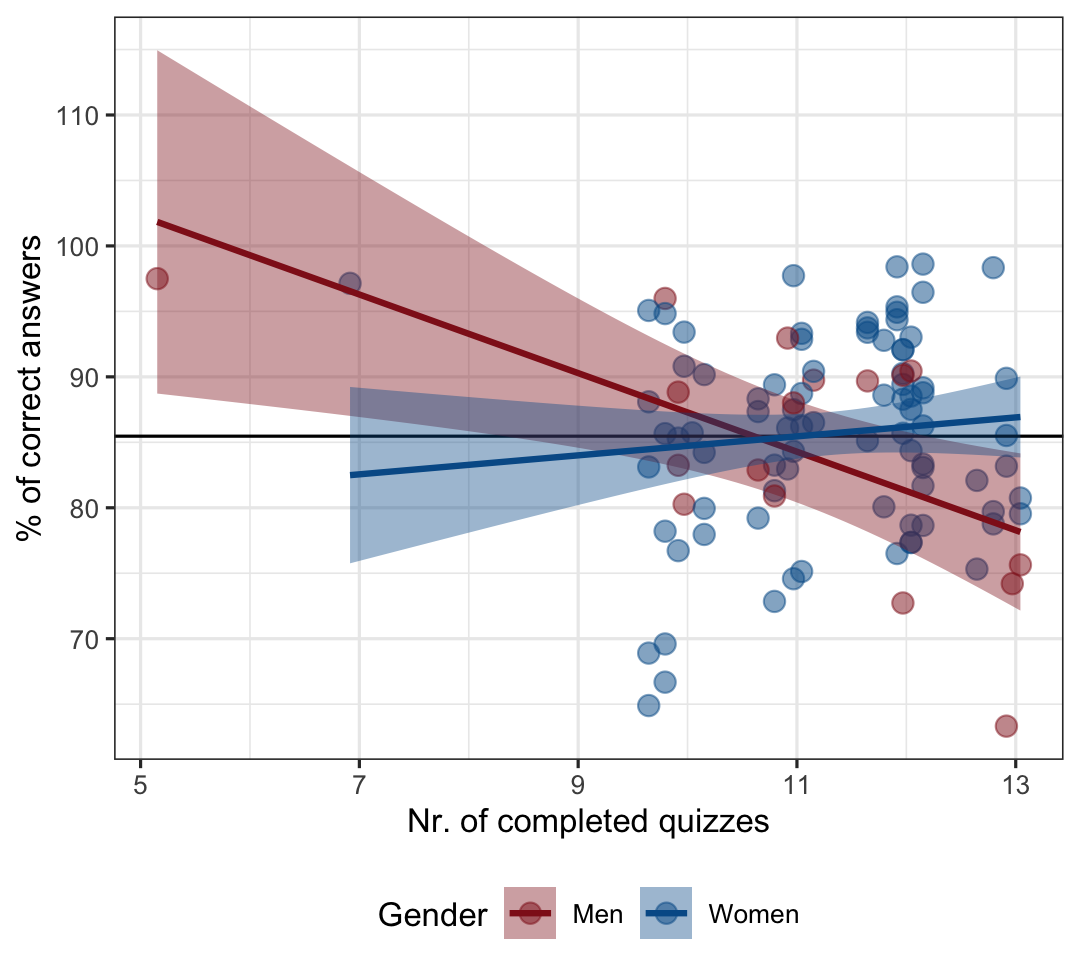 % of correct answers
110
100
90
80
70
5 7 9 11 13
Nr. of completed quizzes
Gender Men Women